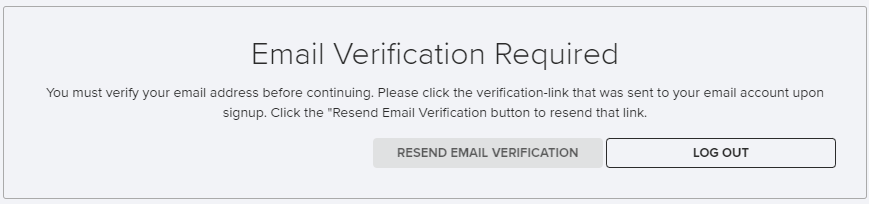 Email Verification Required
You must verify your email address before continuing. Please click the verification-link that was sent to your email account upon
signup. Click the "Resend Email Verification button to resend that link.
RESEND EMAIL VERIFICATION LOG OUT